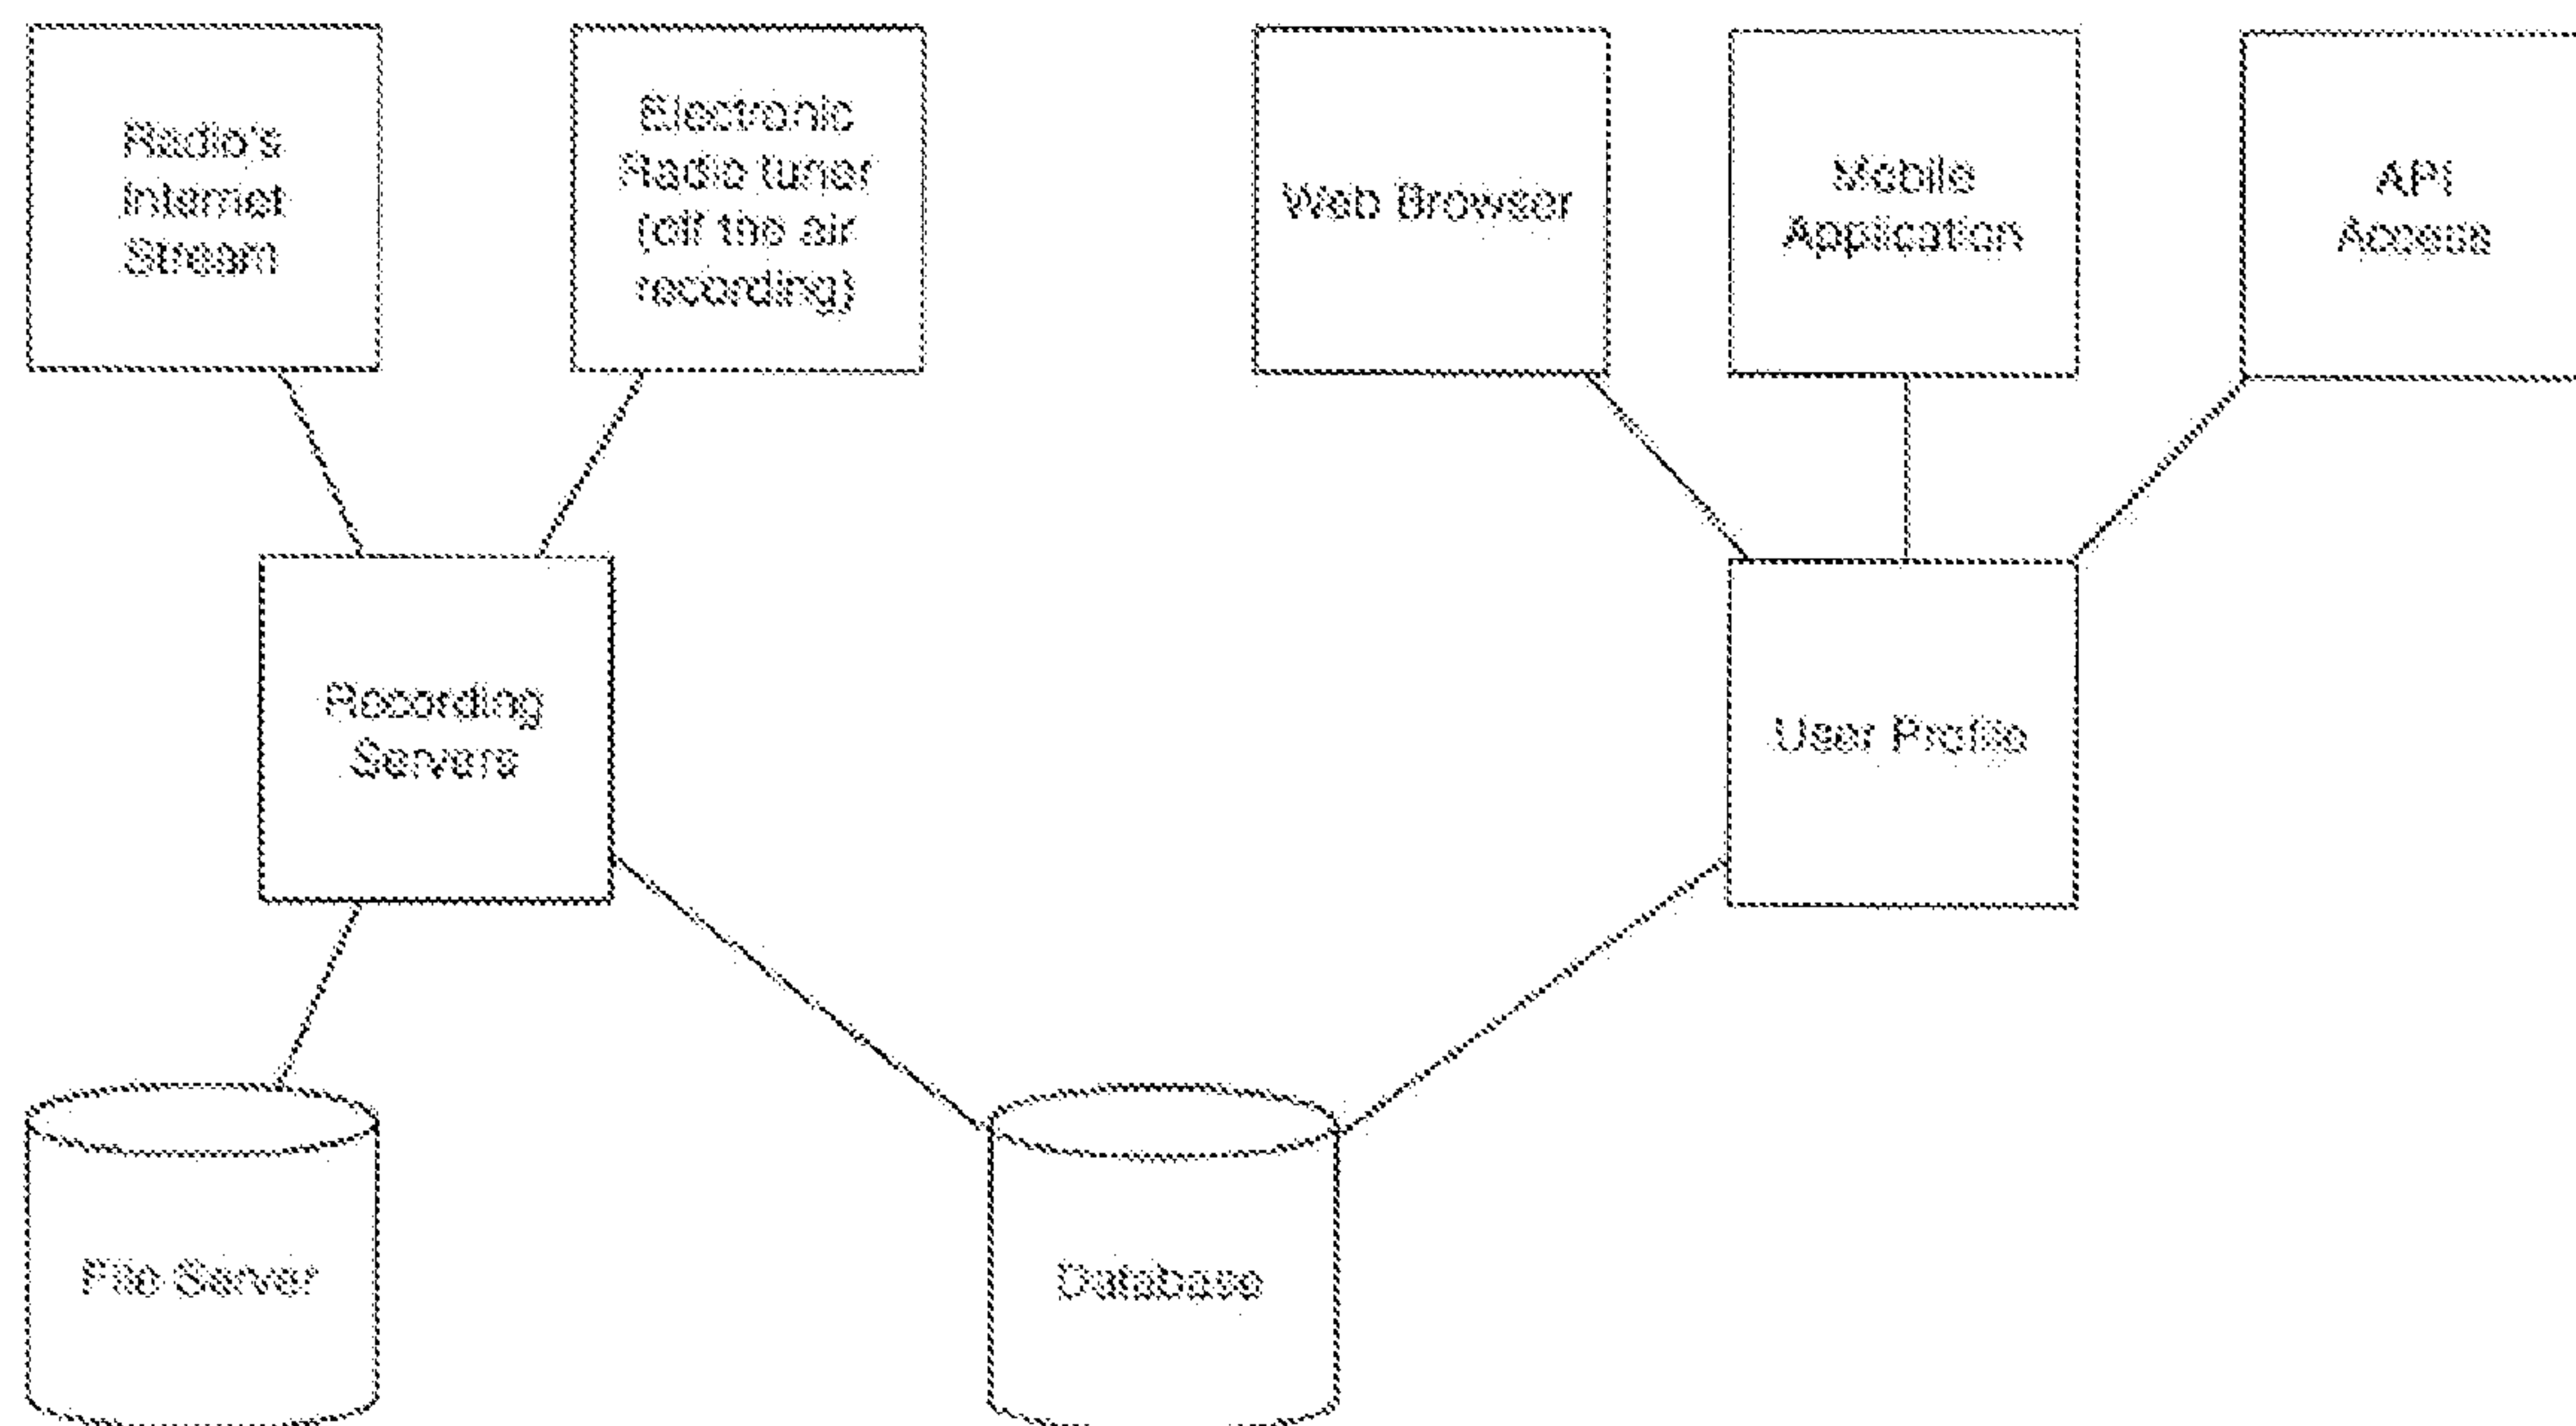 Radio's
Internet
Stream
Electronic
Radio tuner
(off the air
recording)
Web Browser
Mobile
Application
API
Access
Recording
Servers
User Profile
File Server
Database